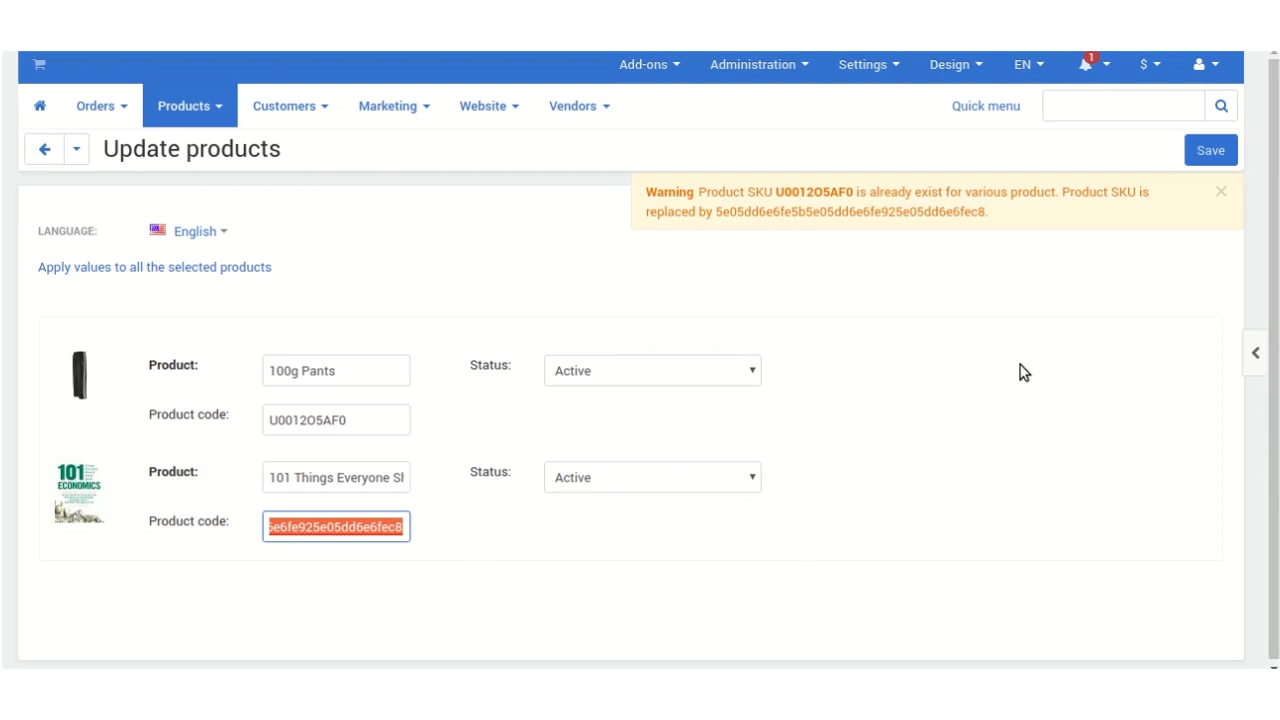 Add-ons Administration Settings Design EN 1 $
Orders Products Customers Marketing Website Vendors Quick menu
Update products Save
Warning Product SKU U0012O5AF0 is already exist for various product. Product SKU is
replaced by 5e05dd6e6fe5b5e05dd6e6fe925e05dd6e6fec8.
LANGUAGE: English
Apply values to all the selected products
Product: 100g Pants Status: Active
Product code: U0012O5AF0
101
ECONOMICS
Product: 101 Things Everyone Sh Status: Active
Product code: 6e6fe925e05dd6e6fec8